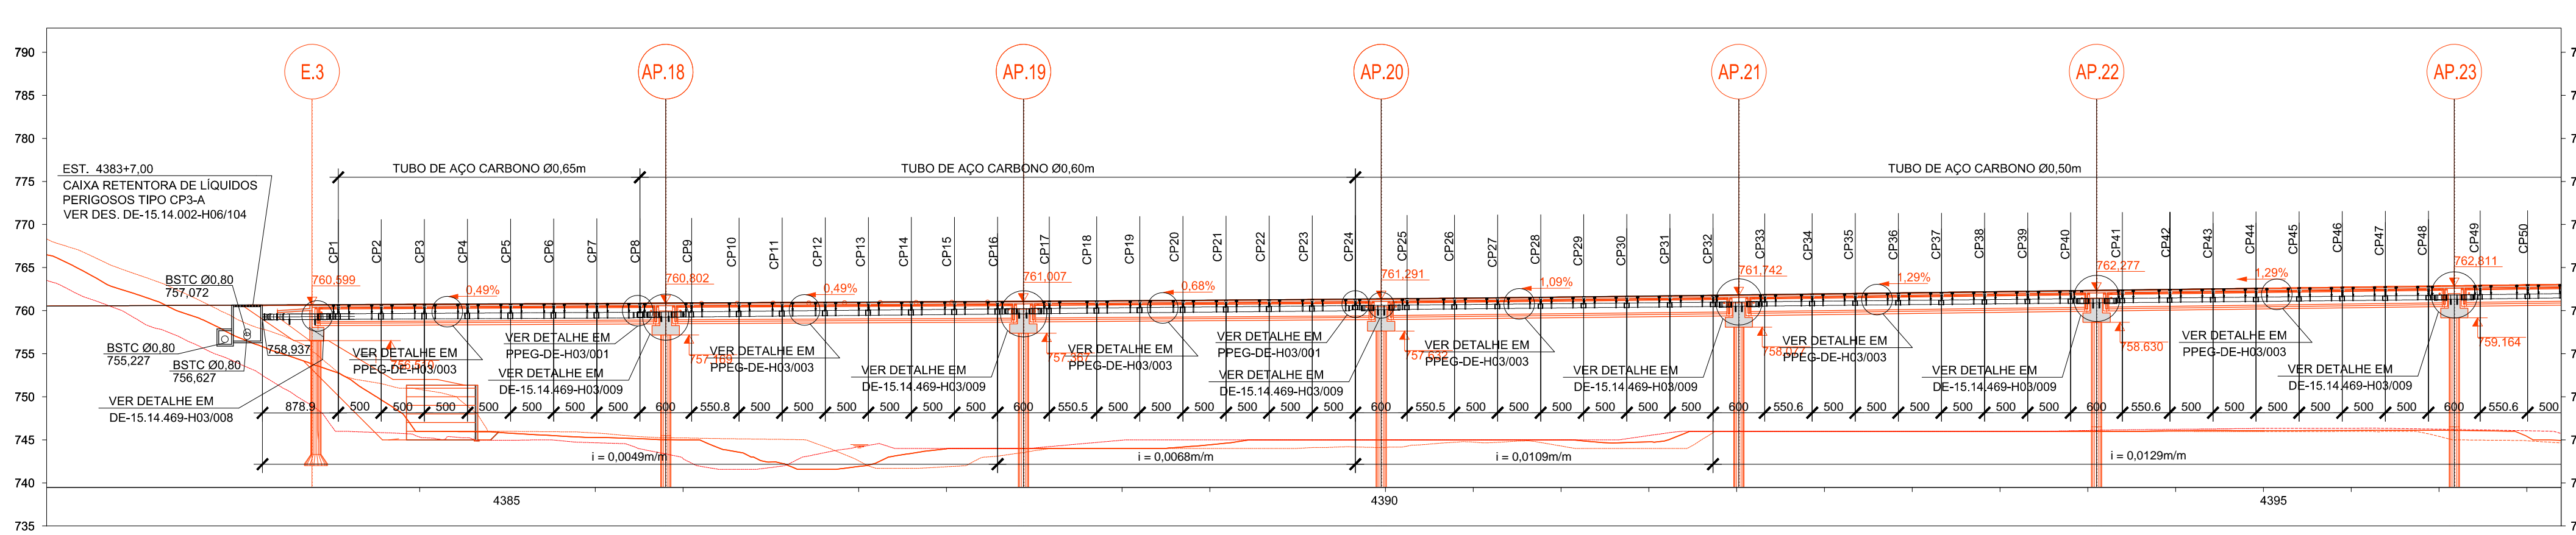 790
785
780
775
770
765
760
755
750
745
740
735
E.3
AP.18
AP.19
AP.20
AP.21
AP.22
AP.23
EST. 4383+7,00
CAIXA RETENTORA DE LÍQUIDOS
PERIGOSOS TIPO CP3-A
VER DES. DE-15.14.002-H06/104
TUBO DE AÇO CARBONO Ø0,65m
TUBO DE AÇO CARBONO Ø0,60m
TUBO DE AÇO CARBONO Ø0,50m
CP1
CP2
CP3
CP4
CP5
CP6
CP7
CP8
CP9
CP10
CP11
CP12
CP13
CP14
CP15
CP16
CP17
CP18
CP19
CP20
CP21
CP22
CP23
CP24
CP25
CP26
CP27
CP28
CP29
CP30
CP31
CP32
CP33
CP34
CP35
CP36
CP37
CP38
CP39
CP40
CP41
CP42
CP43
CP44
CP45
CP46
CP47
CP48
CP49
CP50
760,599
760,802
761,007
761,291
761,742
762,277
762,811
0,49%
0,49%
0,68%
1,09%
1,29%
1,29%
BSTC Ø0,80
757,072
BSTC Ø0,80
755,227
BSTC Ø0,80
756,627
758,937
VER DETALHE EM
DE-15.14.469-H03/008
VER DETALHE EM
PPEG-DE-H03/003
756,510
VER DETALHE EM
PPEG-DE-H03/001
VER DETALHE EM
DE-15.14.469-H03/009
757,169
VER DETALHE EM
PPEG-DE-H03/003
VER DETALHE EM
DE-15.14.469-H03/009
757,367
VER DETALHE EM
PPEG-DE-H03/003
VER DETALHE EM
PPEG-DE-H03/001
VER DETALHE EM
DE-15.14.469-H03/009
757,632
VER DETALHE EM
PPEG-DE-H03/003
VER DETALHE EM
DE-15.14.469-H03/009
758,077
VER DETALHE EM
PPEG-DE-H03/003
VER DETALHE EM
DE-15.14.469-H03/009
758,630
VER DETALHE EM
PPEG-DE-H03/003
VER DETALHE EM
DE-15.14.469-H03/009
759,164
878.9 500 500 500 500 500 500 500 600 550.8 500 500 500 500 500 500 600 550.5 500 500 500 500 500 500 600 550.5 500 500 500 500 500 500 600 550.6 500 500 500 500 500 500 600 550.6 500 500 500 500 500 500 600 550.6 500
i = 0,0049m/m
i = 0,0068m/m
i = 0,0109m/m
i = 0,0129m/m
4385
4390
4395